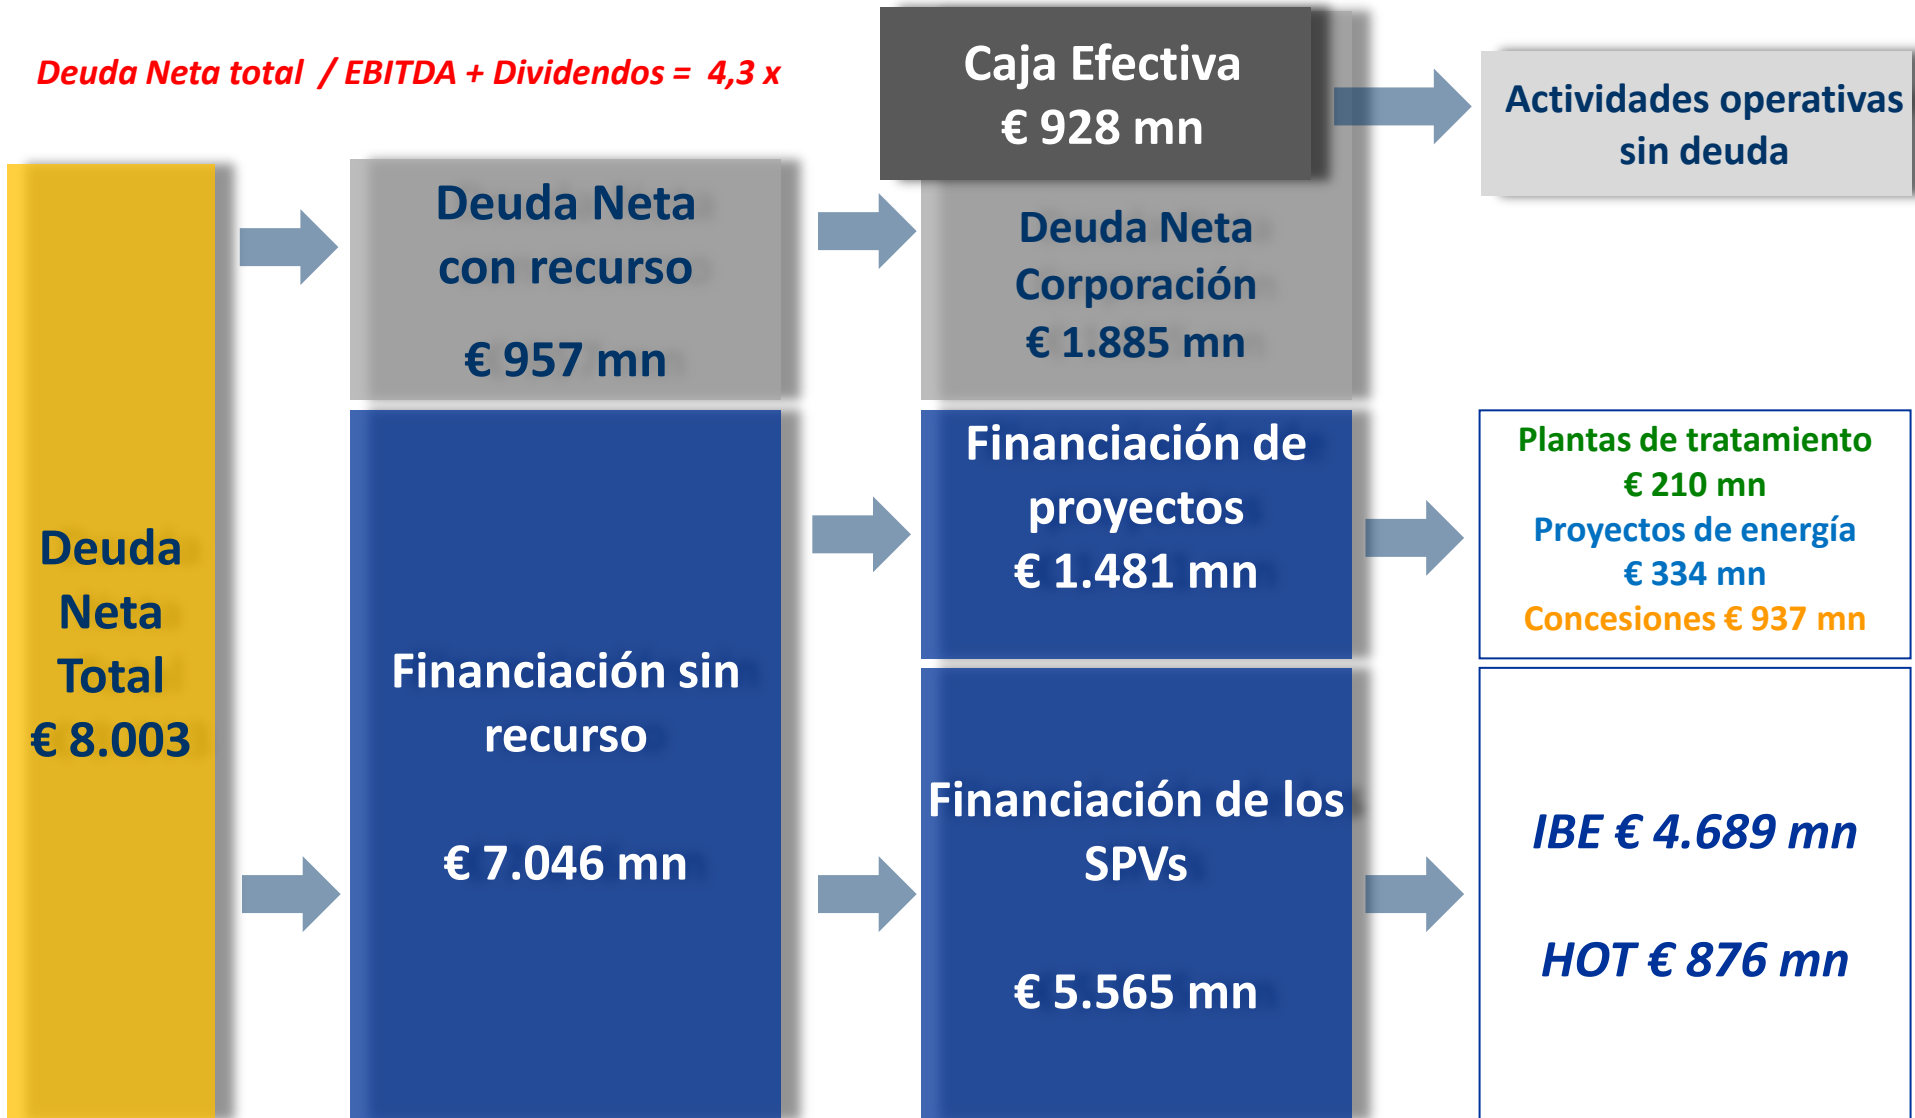 Deuda Neta total / EBITDA + Dividendos = 4,3 x
Caja Efectiva
€ 928 mn
Actividades operativas
sin deuda
Deuda
Neta
Total
€ 8.003
Deuda Neta
con recurso
€ 957 mn
Deuda Neta
Corporación
€ 1.885 mn
Financiación sin
recurso
€ 7.046 mn
Financiación de
proyectos
€ 1.481 mn
Plantas de tratamiento
€ 210 mn
Proyectos de energía
€ 334 mn
Concesiones € 937 mn
Financiación de los
SPVs
€ 5.565 mn
IBE € 4.689 mn
HOT € 876 mn